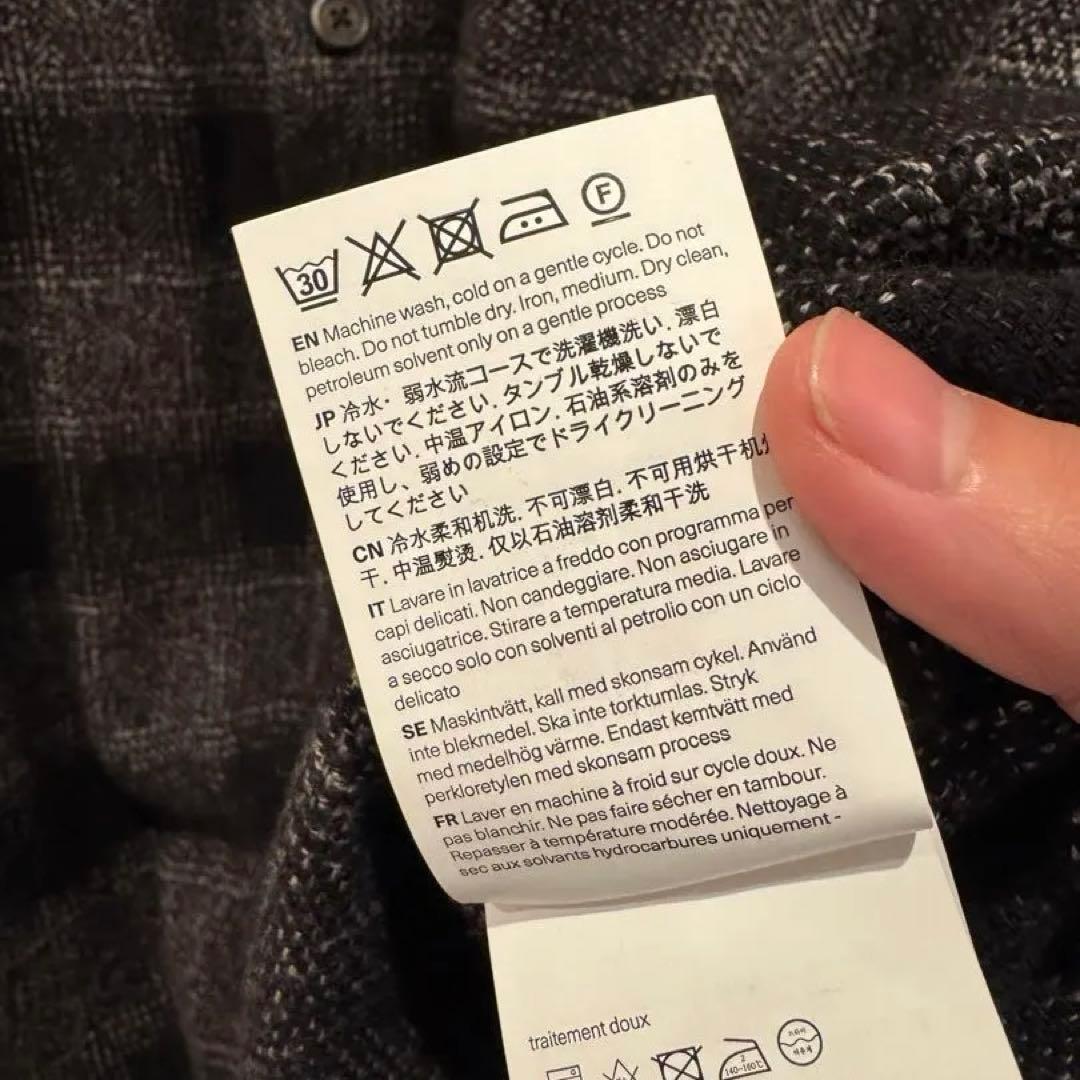 30
F
EN Machine wash, cold on a gentle cycle. Do not
bleach. Do not tumble dry. Iron, medium. Dry clean,
petroleum solvent only on a gentle process
JP 冷水・弱水流コースで洗濯機洗い. 漂白
しないでください. タンブル乾燥しないで
ください. 中温アイロン. 石油系溶剤のみを
使用し、弱めの設定でドライクリーニング
してください
CN 冷水柔和机洗. 不可漂白. 不可用烘干机
干. 中温熨烫. 仅以石油溶剂柔和干洗
IT Lavare in lavatrice a freddo con programma per
capi delicati. Non candeggiare. Non asciugare in
asciugatrice. Stirare a temperatura media. Lavare
a secco solo con solventi al petrolio con un ciclo
delicato
SE Maskintvätt, kall med skonsam cykel. Använd
inte blekmedel. Ska inte torktumlas. Stryk
med medelhög värme. Endast kemtvätt med
perkloretylen med skonsam process
FR Laver en machine à froid sur cycle doux. Ne
pas blanchir. Ne pas faire sécher en tambour.
Repasser à température modérée. Nettoyage à
sec aux solvants hydrocarbures uniquement -
traitement doux
2
140~160℃